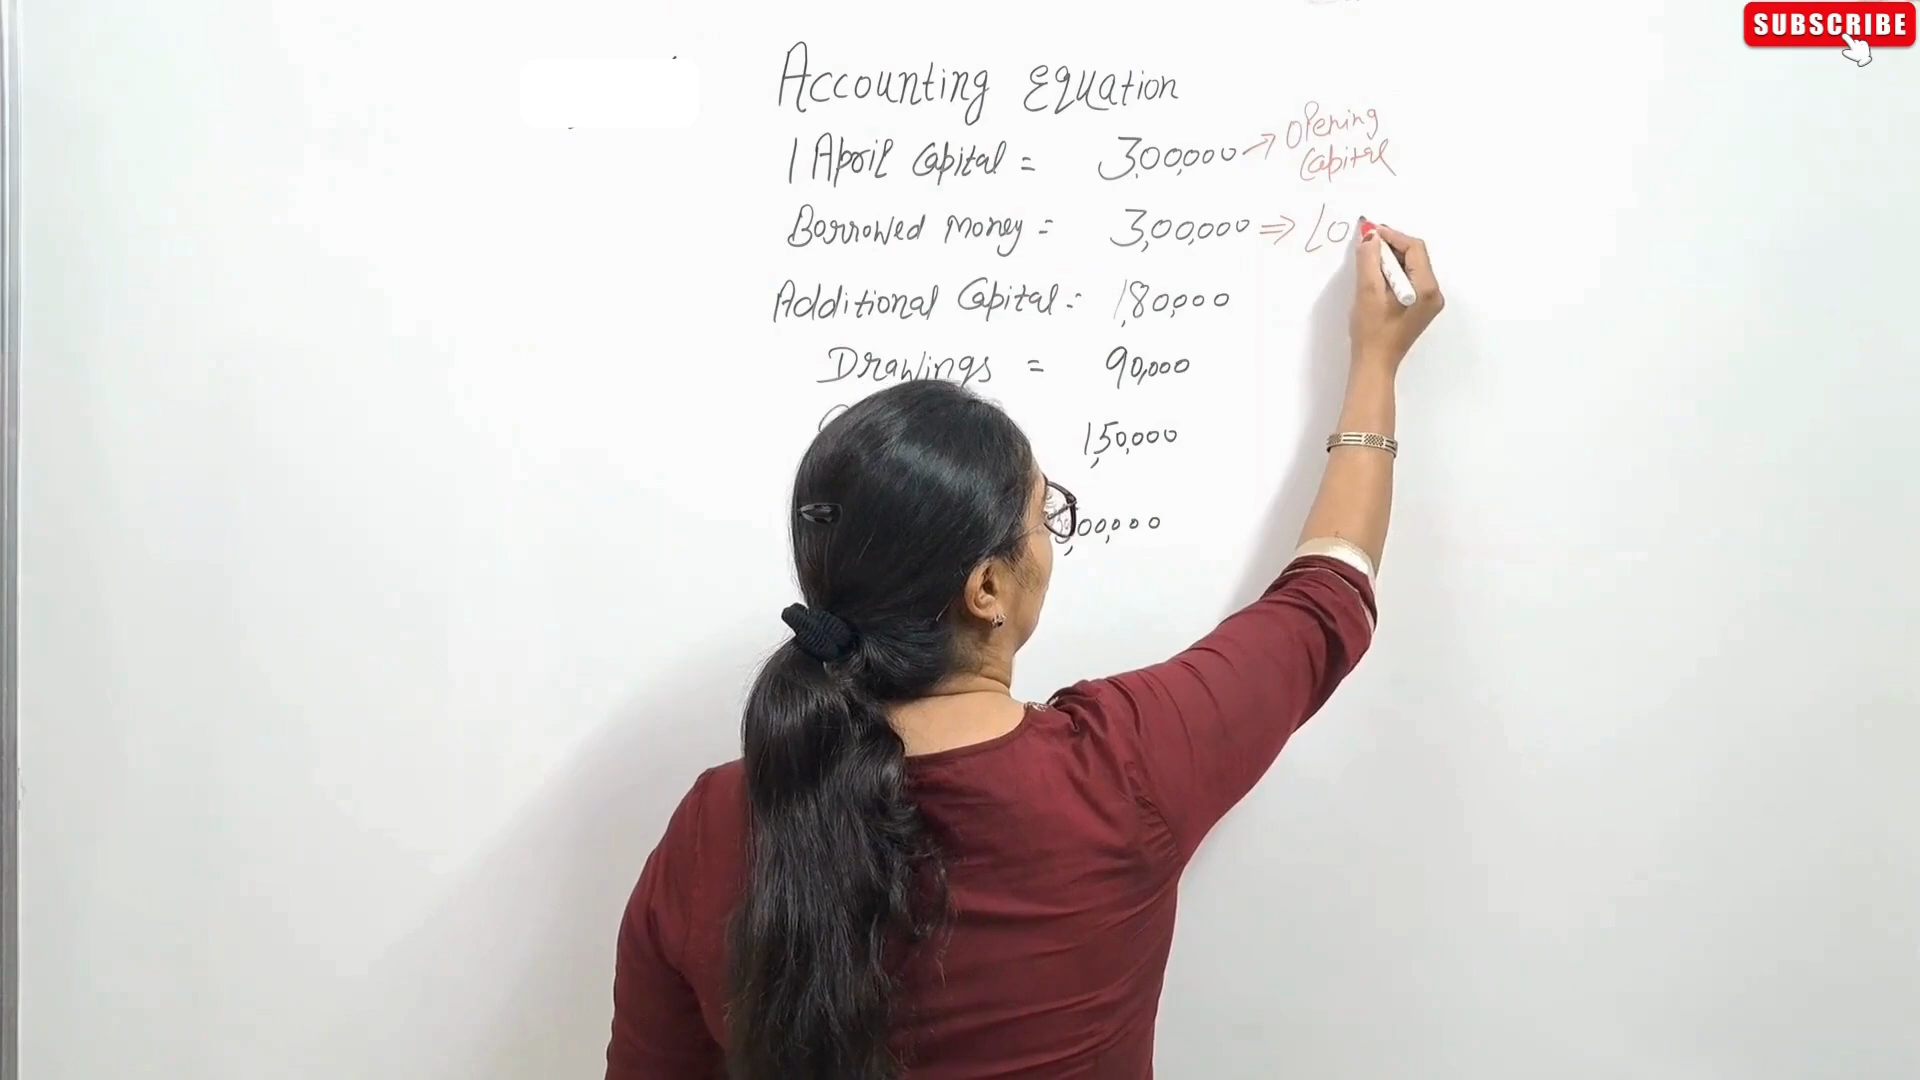 SUBSCRIBE
Accounting Equation
1 April Capital = 3,00,000 → Opening Capital
Borrowed Money = 3,00,000 ⇒ Lo
Additional Capital = 1,80,000
Drawings = 90,000
1,50,000
00,000